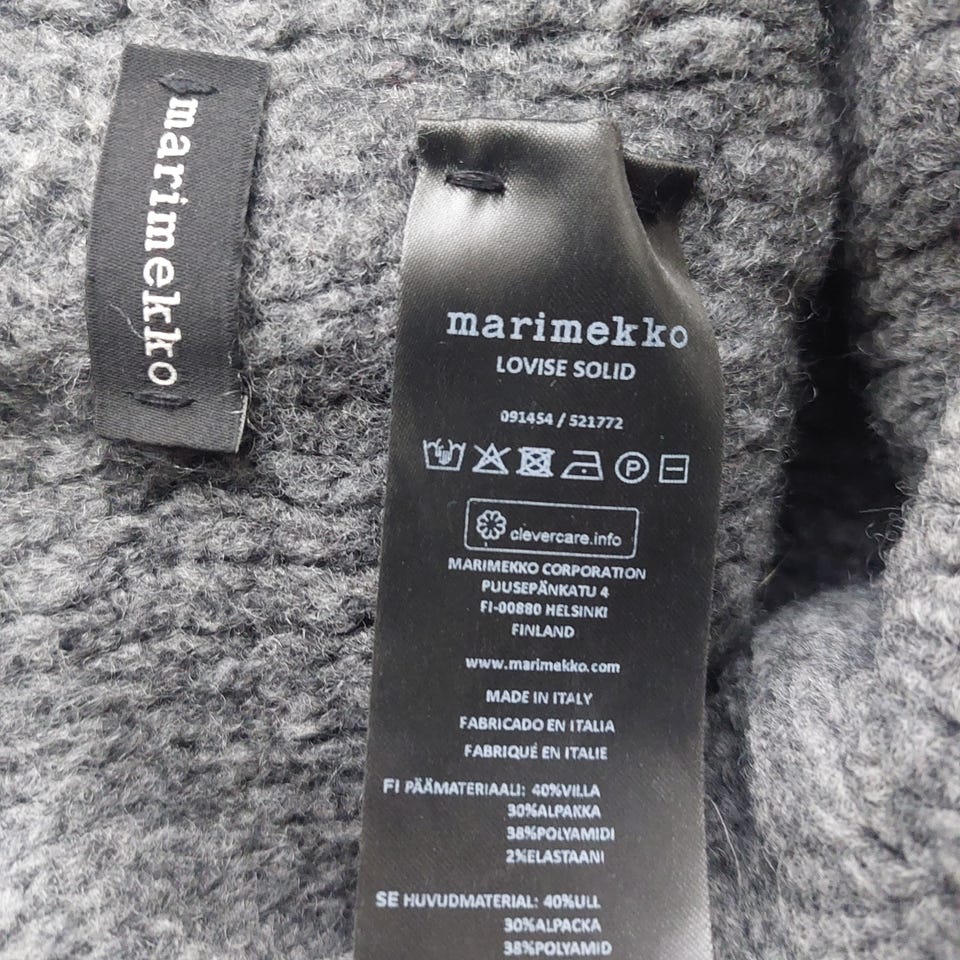 marimekko
marimekko
LOVISE SOLID
091454 / 521772
P
clevercare.info
MARIMEKKO CORPORATION
PUUSEPÄNKATU 4
FI-00880 HELSINKI
FINLAND
www.marimekko.com
MADE IN ITALY
FABRICADO EN ITALIA
FABRIQUÉ EN ITALIE
FI PÄÄMATERIAALI: 40%VILLA
30%ALPAKKA
38%POLYAMIDI
2%ELASTAANI
SE HUVUDMATERIAL: 40%ULL
30%ALPACKA
38%POLYAMID